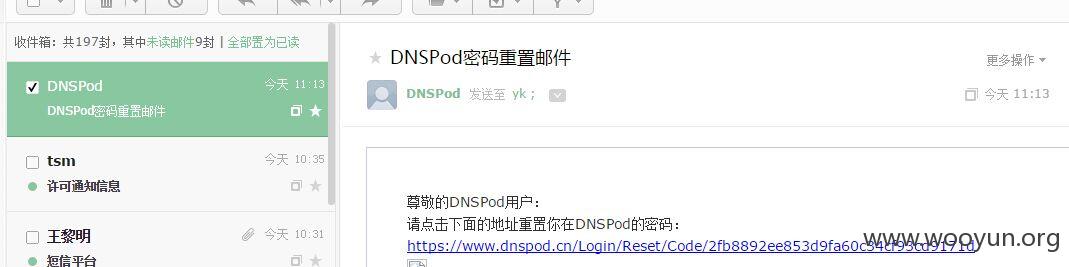 收件箱：共197封，其中未读邮件9封 | 全部置为已读
DNSPod
今天 11:13
DNSPod密码重置邮件
tsm
今天 10:35
许可通知信息
王黎明
今天 10:31
短信平台
DNSPod密码重置邮件
更多操作
DNSPod 发送至 yk；
今天 11:13
尊敬的DNSPod用户：
请点击下面的地址重置你在DNSPod的密码：
https://www.dnspod.cn/Login/Reset/Code/2fb8892ee853d9fa60c34cf93cd9171d
www.wooyun.org